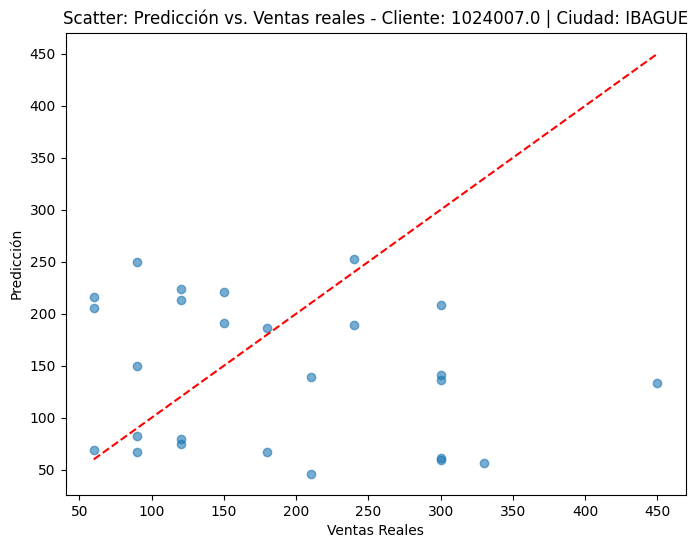 Scatter: Predicción vs. Ventas reales - Cliente: 1024007.0 | Ciudad: IBAGUE
450
400
350
300
250
200
150
100
50
Predicción
50 100 150 200 250 300 350 400 450
Ventas Reales